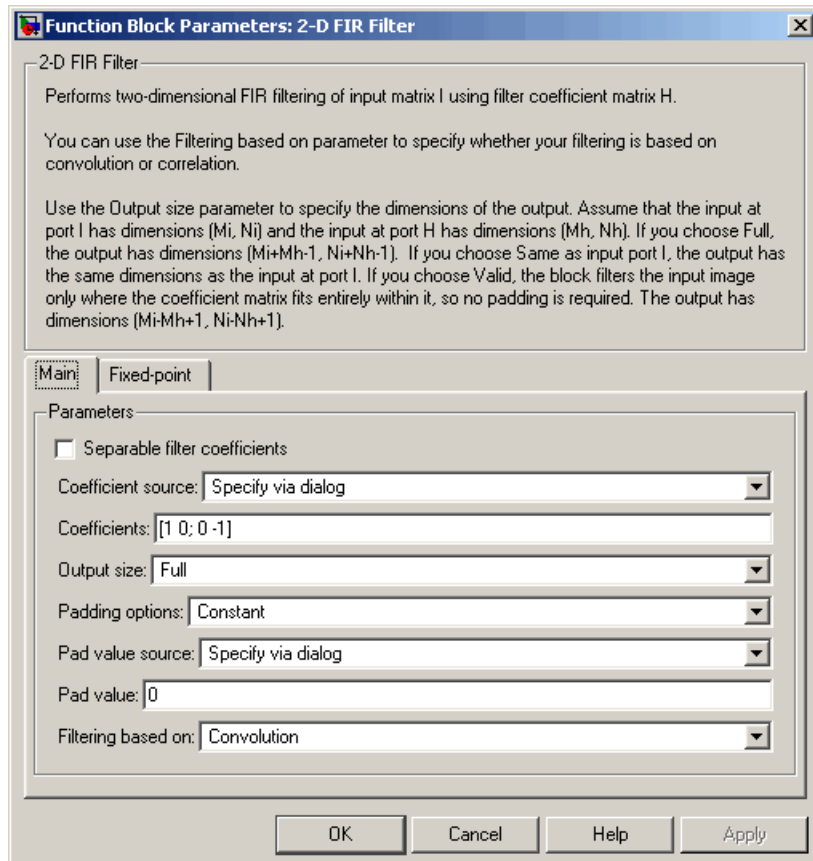 Function Block Parameters: 2-D FIR Filter
2-D FIR Filter
Performs two-dimensional FIR filtering of input matrix I using filter coefficient matrix H.
You can use the Filtering based on parameter to specify whether your filtering is based on
convolution or correlation.
Use the Output size parameter to specify the dimensions of the output. Assume that the input at
port I has dimensions (Mi, Ni) and the input at port H has dimensions (Mh, Nh). If you choose Full,
the output has dimensions (Mi+Mh-1, Ni+Nh-1).  If you choose Same as input port I, the output has
the same dimensions as the input at port I. If you choose Valid, the block filters the input image
only where the coefficient matrix fits entirely within it, so no padding is required. The output has
dimensions (Mi-Mh+1, Ni-Nh+1).
Main Fixed-point
Parameters
Separable filter coefficients
Coefficient source: Specify via dialog
Coefficients: [1 0; 0 -1]
Output size: Full
Padding options: Constant
Pad value source: Specify via dialog
Pad value: 0
Filtering based on: Convolution
OK Cancel Help Apply